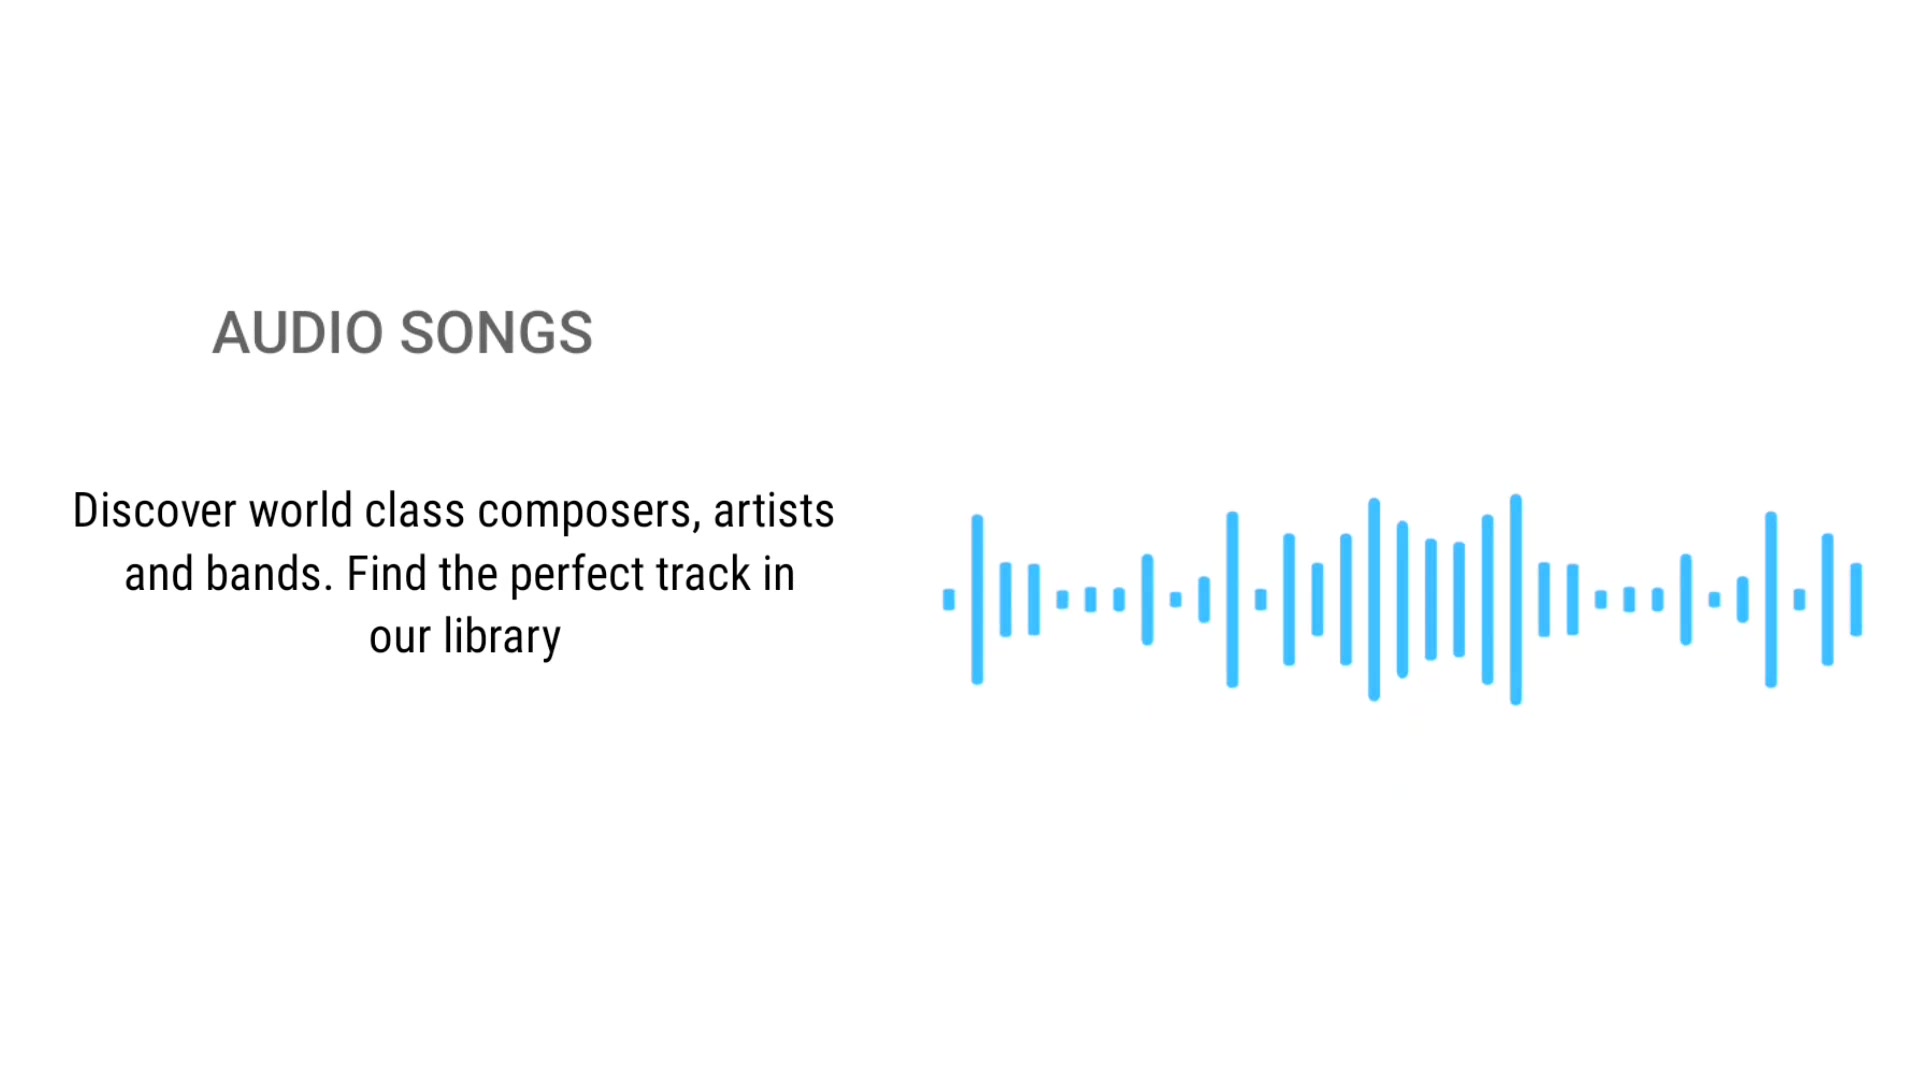 AUDIO SONGS
Discover world class composers, artists
and bands. Find the perfect track in
our library